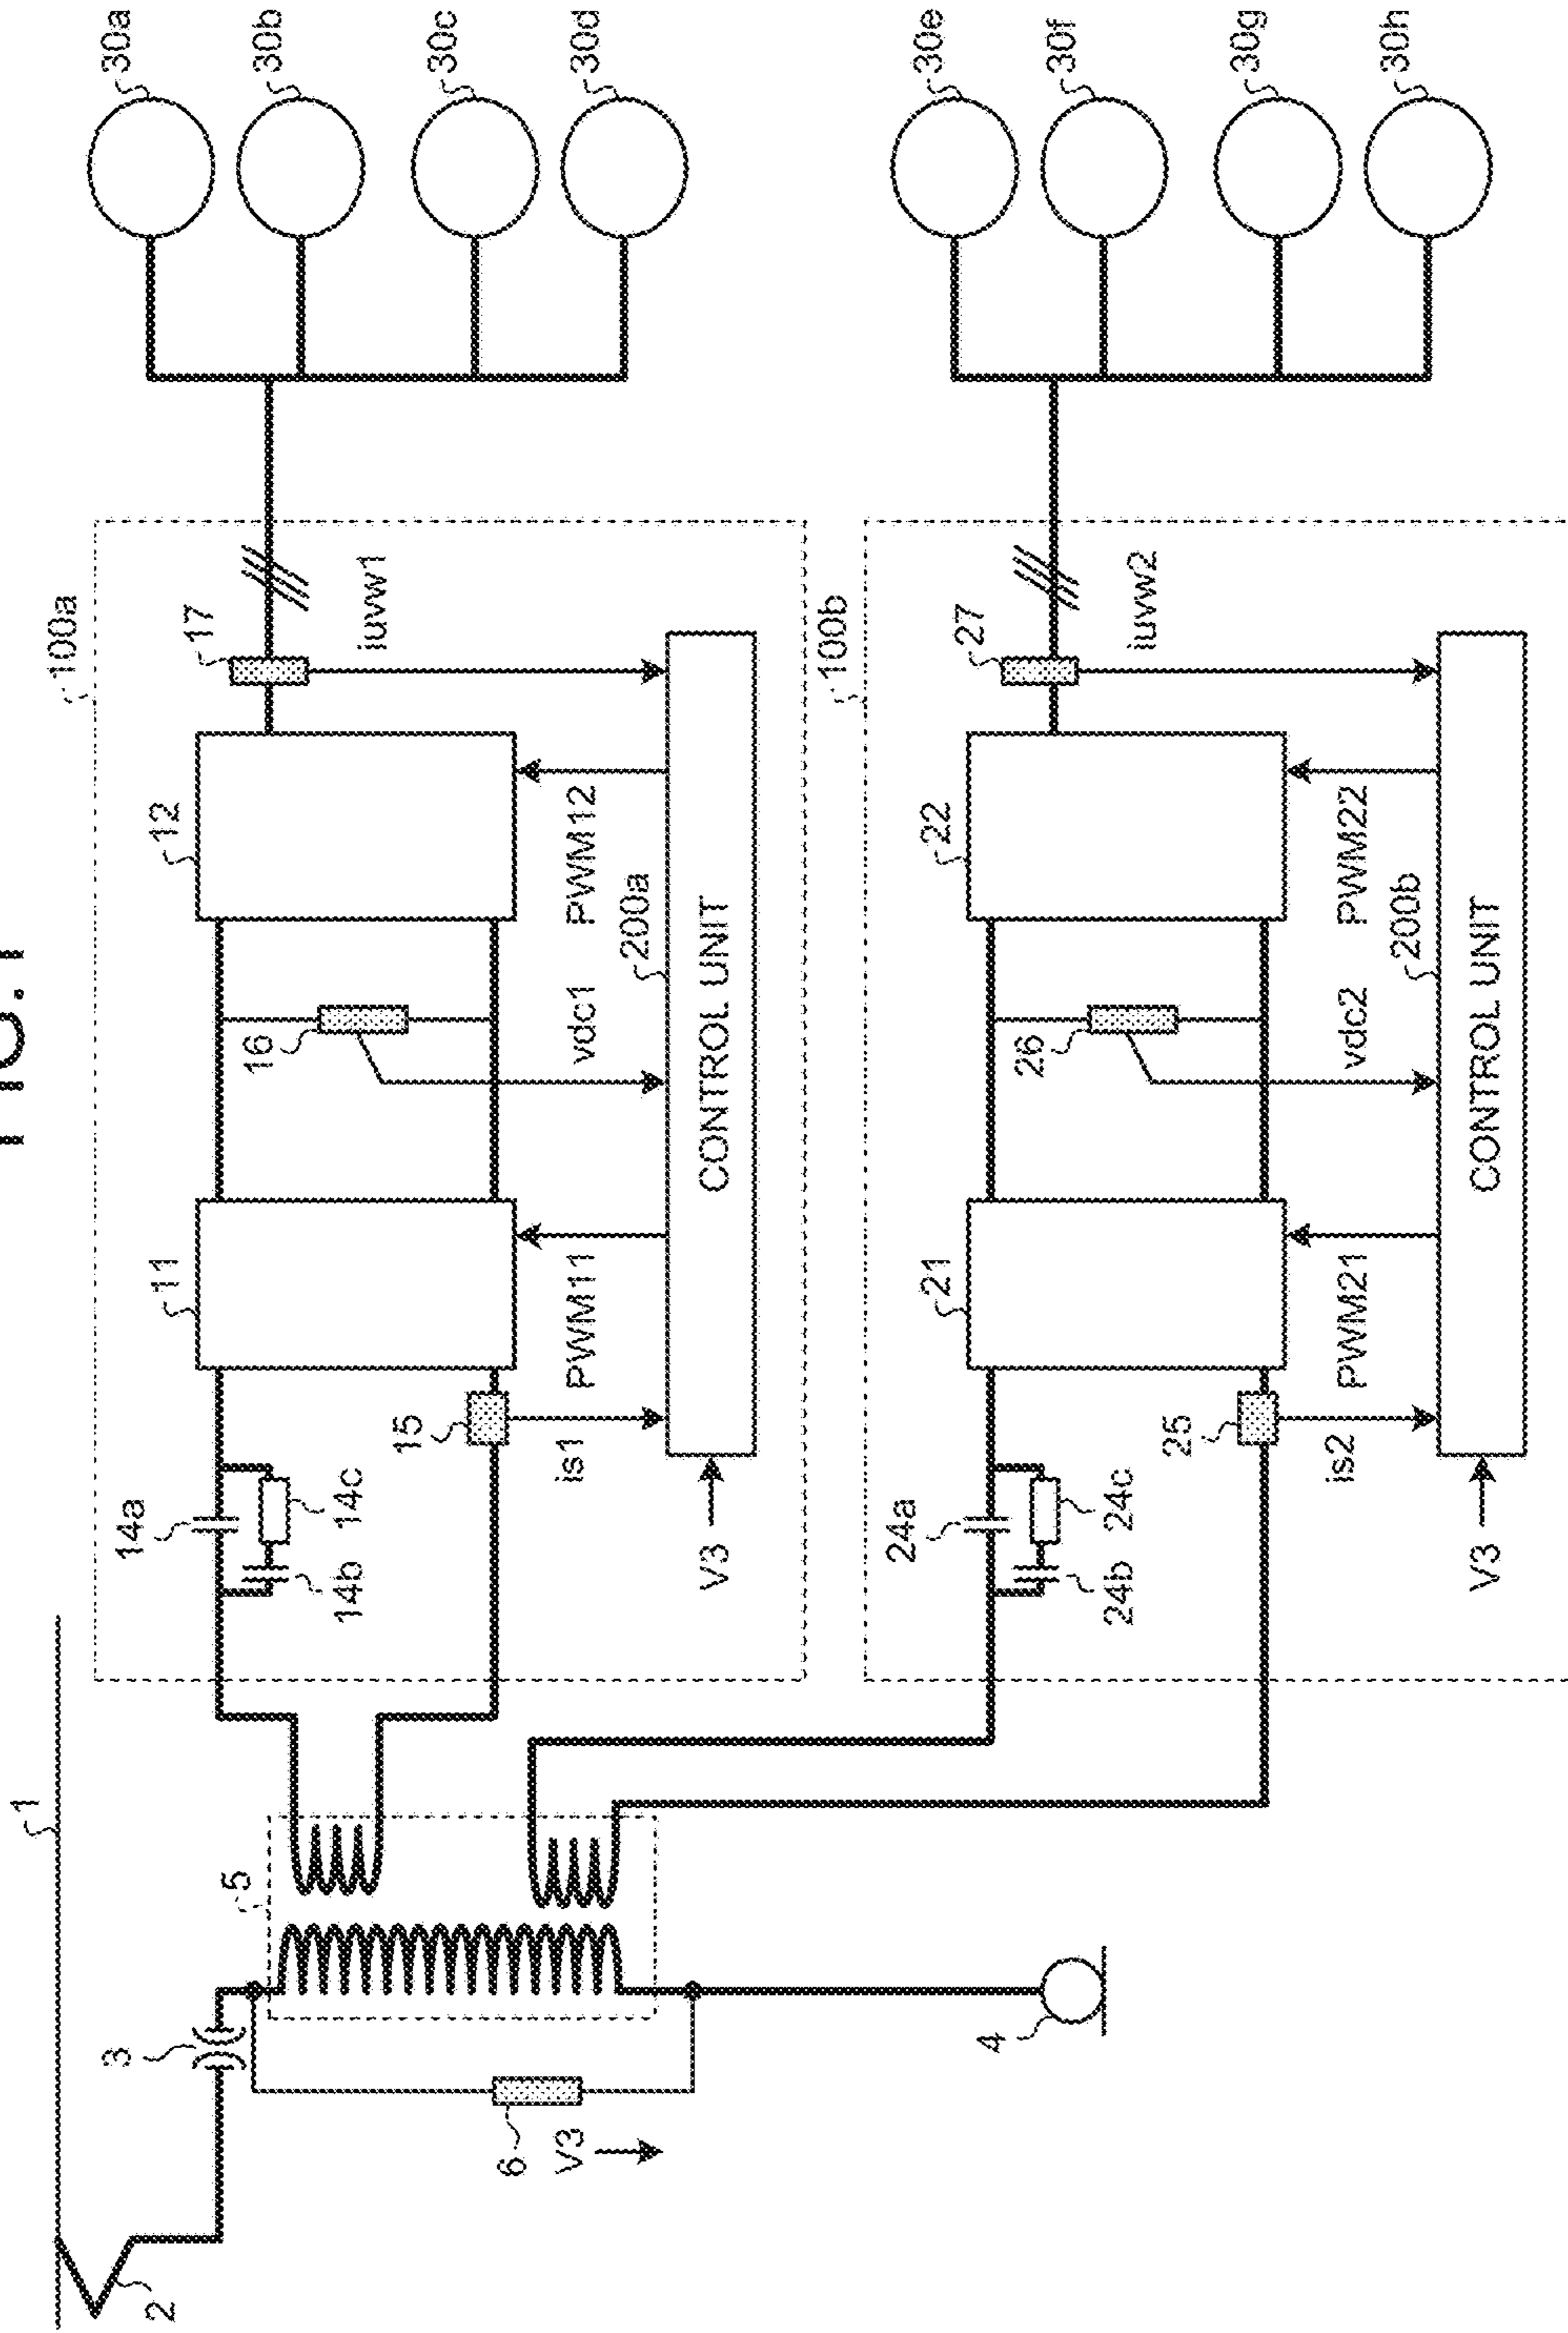 FIG. 1
1
2
3
4
5
6
V3
100a
14a
14b
14c
15
is1
11
PWM11
16
vdc1
12
PWM12
17
iuvw1
200a
CONTROL UNIT
V3
30a
30b
30c
30d
100b
24a
24b
24c
25
is2
21
PWM21
26
vdc2
22
PWM22
27
iuvw2
200b
CONTROL UNIT
V3
30e
30f
30g
30h